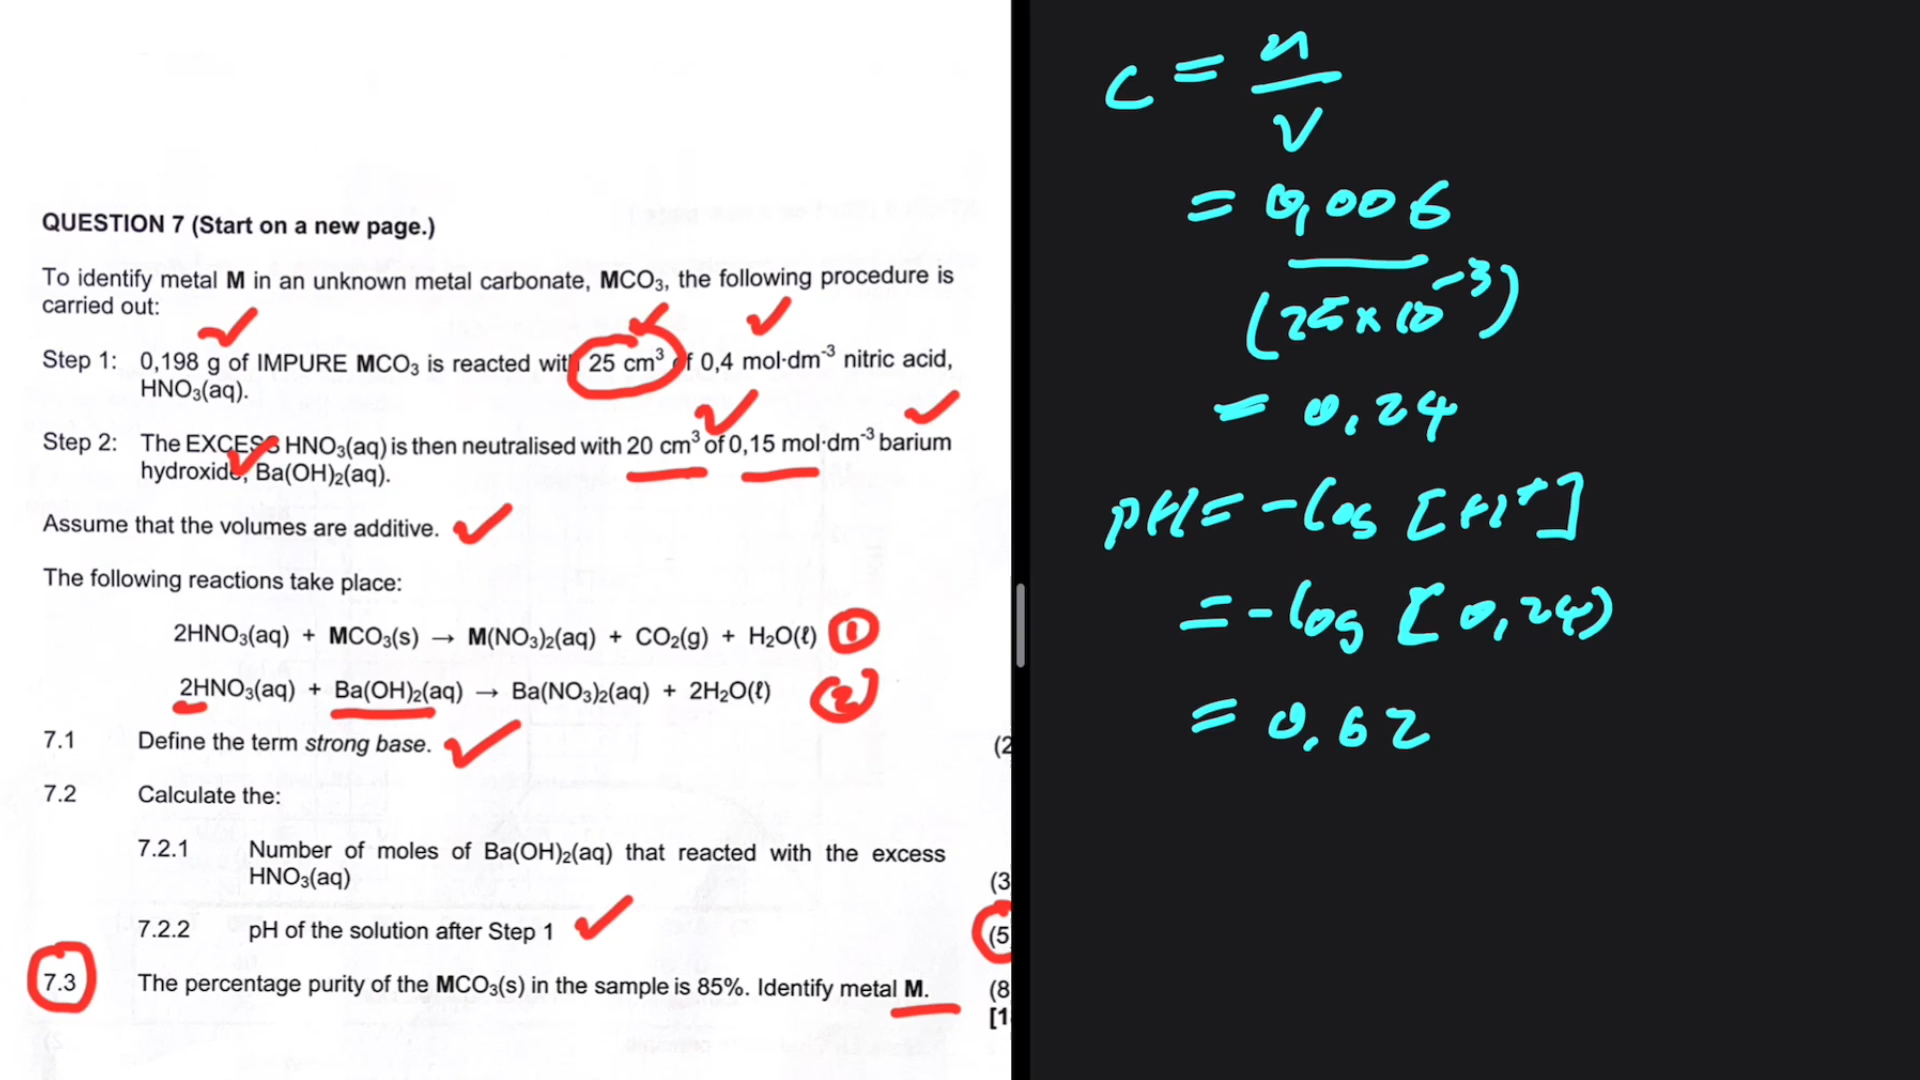 QUESTION 7 (Start on a new page.)
To identify metal M in an unknown metal carbonate, MCO₃, the following procedure is
carried out:
Step 1: 0,198 g of IMPURE MCO₃ is reacted with 25 cm³ of 0,4 mol·dm⁻³ nitric acid,
HNO₃(aq).
Step 2: The EXCESS HNO₃(aq) is then neutralised with 20 cm³ of 0,15 mol·dm⁻³ barium
hydroxide, Ba(OH)₂(aq).
Assume that the volumes are additive.
The following reactions take place:
2HNO₃(aq) + MCO₃(s) → M(NO₃)₂(aq) + CO₂(g) + H₂O(ℓ) ①
2HNO₃(aq) + Ba(OH)₂(aq) → Ba(NO₃)₂(aq) + 2H₂O(ℓ) ②
7.1 Define the term strong base. (2
7.2 Calculate the:
7.2.1 Number of moles of Ba(OH)₂(aq) that reacted with the excess
HNO₃(aq) (3
7.2.2 pH of the solution after Step 1 (5
7.3 The percentage purity of the MCO₃(s) in the sample is 85%. Identify metal M. (8
[1
c = n
V
= 0,006
(25×10⁻³)
= 0,24
pH = -log [H⁺]
= -log [0,24)
= 0,62